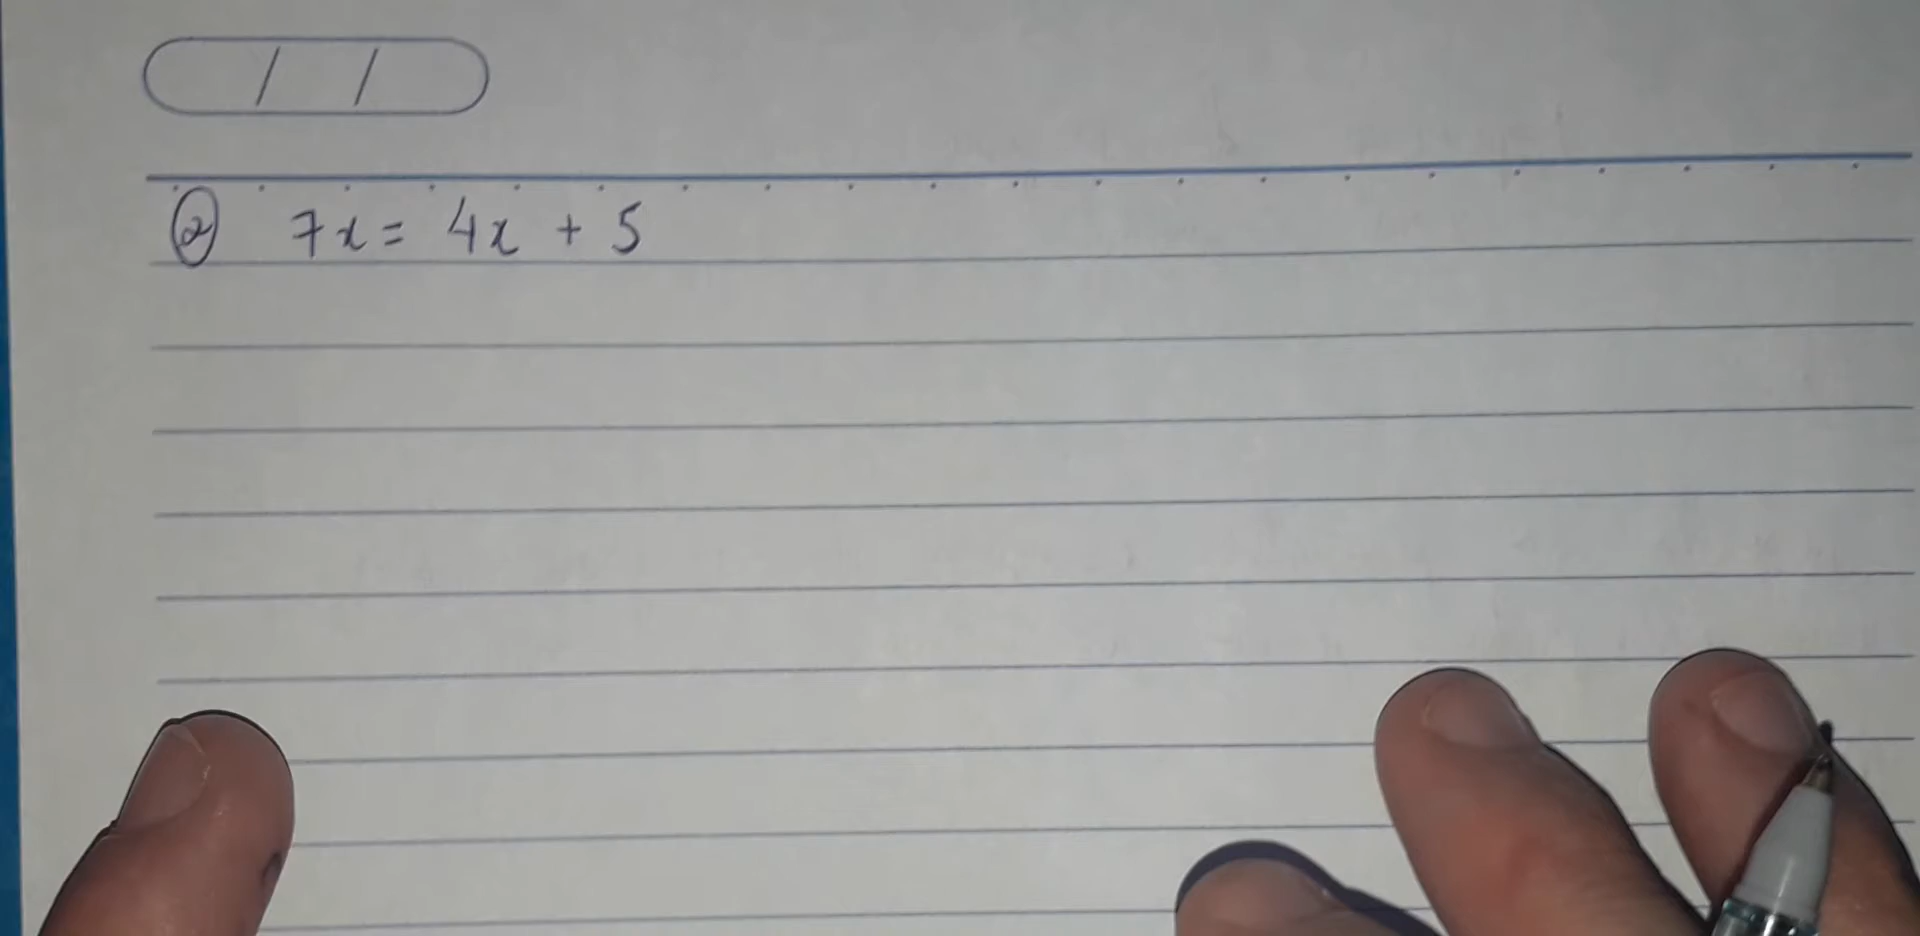 / /
② 7x = 4x + 5